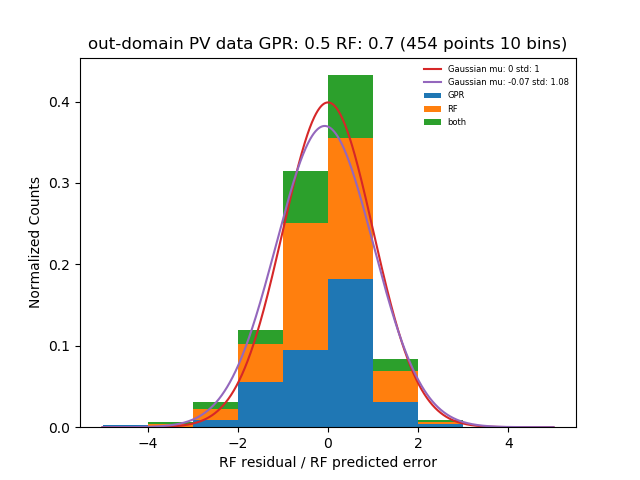 out-domain PV data GPR: 0.5 RF: 0.7 (454 points 10 bins)
Gaussian mu: 0 std: 1
Gaussian mu: -0.07 std: 1.08
GPR
RF
both
Normalized Counts
0.4
0.3
0.2
0.1
0.0
−4
−2
0
2
4
RF residual / RF predicted error